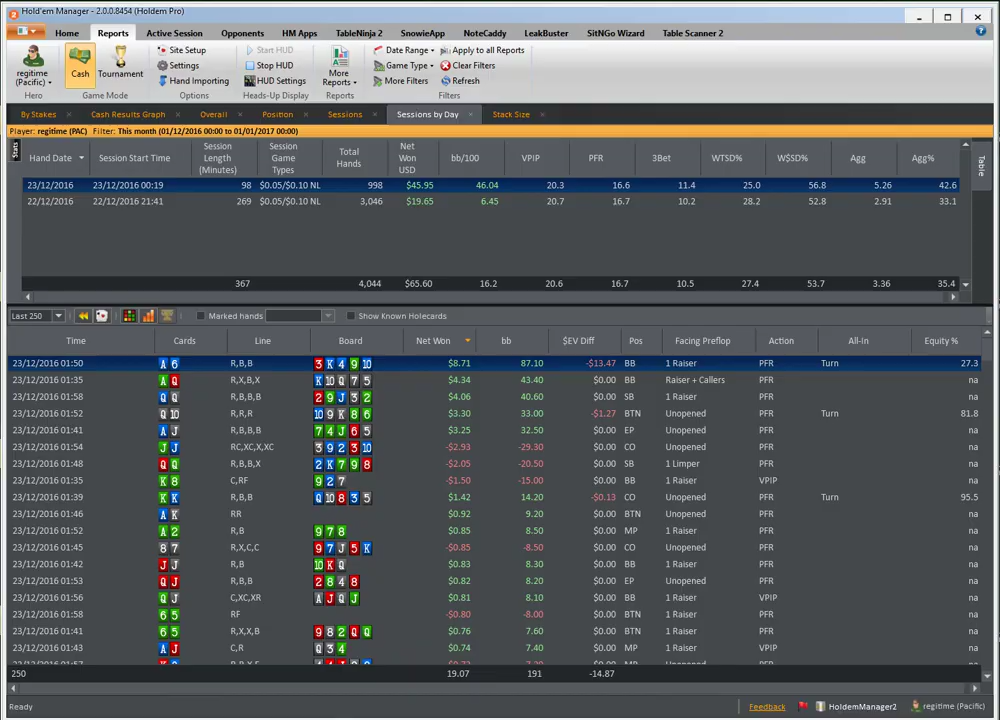 Hold'em Manager - 2.0.0.8454 (Holdem Pro)
Home Reports Active Session Opponents HM Apps TableNinja 2 SnowieApp NoteCaddy LeakBuster SitNGo Wizard Table Scanner 2
regitime (Pacific) Cash Tournament
Hero Game Mode
Site Setup
Settings
Hand Importing
Options
Start HUD
Stop HUD
HUD Settings
Heads-Up Display
More Reports
Reports
Date Range Apply to all Reports
Game Type Clear Filters
More Filters Refresh
Filters
By Stakes Cash Results Graph Overall Position Sessions Sessions by Day Stack Size
Player: regitime (PAC) Filter: This month (01/12/2016 00:00 to 01/01/2017 00:00)
Stats
Hand Date Session Start Time Session Length (Minutes) Session Game Types Total Hands Net Won USD bb/100 VPIP PFR 3Bet WTSD% W$SD% Agg Agg%
Table
23/12/2016 23/12/2016 00:19 98 $0.05/$0.10 NL 998 $45.95 46.04 20.3 16.6 11.4 25.0 56.8 5.26 42.6
22/12/2016 22/12/2016 21:41 269 $0.05/$0.10 NL 3,046 $19.65 6.45 20.7 16.7 10.2 28.2 52.8 2.91 33.1
367 4,044 $65.60 16.2 20.6 16.7 10.5 27.4 53.7 3.36 35.4
Last 250 Marked hands Show Known Holecards
Time Cards Line Board Net Won bb $EV Diff Pos Facing Preflop Action All-In Equity %
23/12/2016 01:50 A 6 R,B,B 3 K 4 9 10 $8.71 87.10 -$13.47 BB 1 Raiser PFR Turn 27.3
23/12/2016 01:35 A Q R,X,B,X K 10 Q 7 5 $4.34 43.40 $0.00 BB Raiser + Callers PFR na
23/12/2016 01:58 Q Q R,B,B,B 2 9 J 3 2 $4.06 40.60 $0.00 SB 1 Raiser PFR na
23/12/2016 01:52 Q 10 R,R,R 10 9 K 8 6 $3.30 33.00 -$1.27 BTN Unopened PFR Turn 81.8
23/12/2016 01:41 A J R,B,B,B 7 4 J 6 5 $3.25 32.50 $0.00 EP Unopened PFR na
23/12/2016 01:54 J J RC,XC,X,XC 3 9 2 3 10 -$2.93 -29.30 $0.00 CO Unopened PFR na
23/12/2016 01:48 Q Q R,B,B,X 2 K 7 9 8 -$2.05 -20.50 $0.00 SB 1 Limper PFR na
23/12/2016 01:35 K 8 C,RF 9 2 7 -$1.50 -15.00 $0.00 BB 1 Raiser VPIP na
23/12/2016 01:39 K K R,B,B Q 10 8 3 5 $1.42 14.20 -$0.13 CO Unopened PFR Turn 95.5
23/12/2016 01:46 A K RR $0.92 9.20 $0.00 BTN Unopened PFR na
23/12/2016 01:52 A 2 R,B 9 7 8 $0.85 8.50 $0.00 MP 1 Raiser PFR na
23/12/2016 01:45 8 7 R,X,C,C 9 7 J 5 K -$0.85 -8.50 $0.00 CO Unopened PFR na
23/12/2016 01:42 J J R,B 10 K Q $0.83 8.30 $0.00 BB 1 Raiser PFR na
23/12/2016 01:53 Q J R,B,B 2 8 4 8 $0.82 8.20 $0.00 EP Unopened PFR na
23/12/2016 01:56 Q J C,XC,XR A J Q J $0.81 8.10 $0.00 BB 1 Raiser VPIP na
23/12/2016 01:58 6 5 RF -$0.80 -8.00 $0.00 BTN 1 Raiser PFR na
23/12/2016 01:41 6 5 R,X,X,B 9 8 2 Q Q $0.76 7.60 $0.00 BTN 1 Raiser PFR na
23/12/2016 01:43 A J C,R Q 3 4 $0.74 7.40 $0.00 MP 1 Raiser VPIP na
250 19.07 191 -14.87
Ready Feedback HoldemManager2 regitime (Pacific)